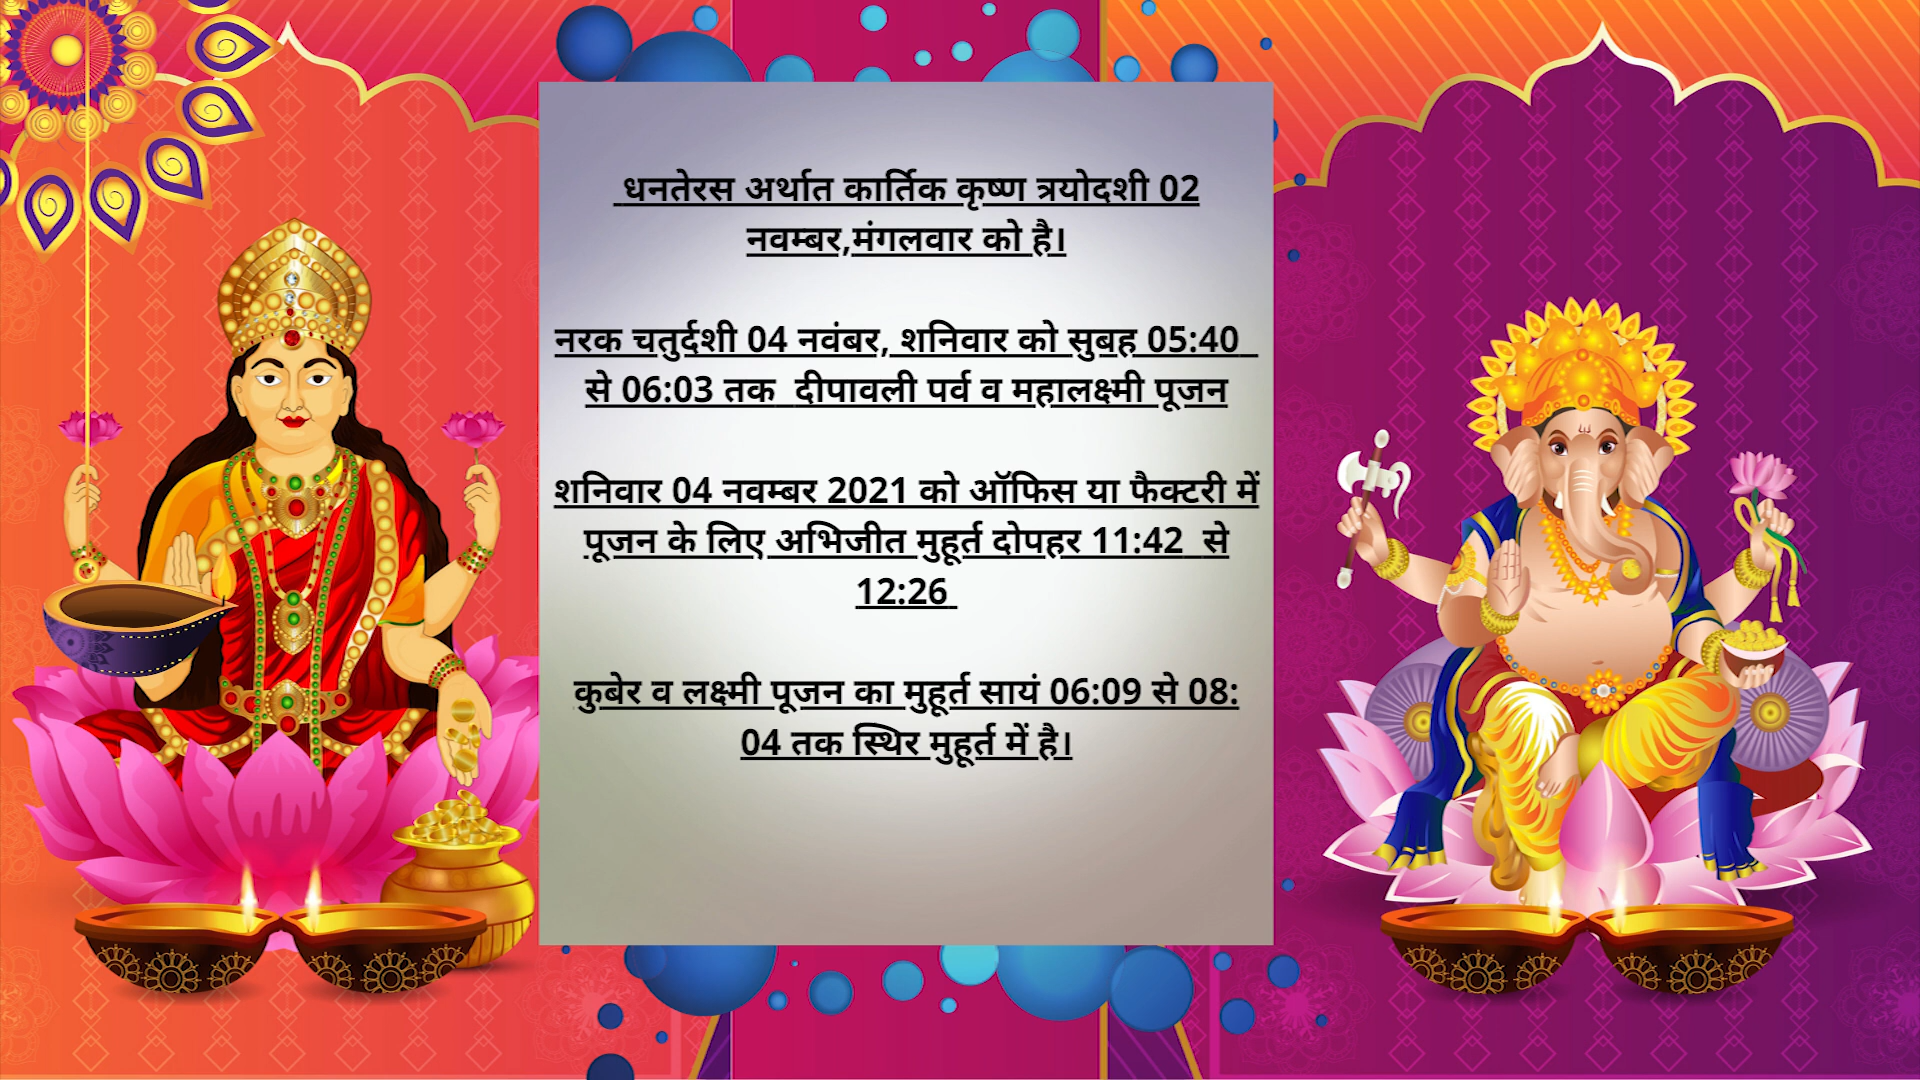 धनतेरस अर्थात कार्तिक कृष्ण त्रयोदशी 02
नवम्बर,मंगलवार को है।
नरक चतुर्दशी 04 नवंबर, शनिवार को सुबह 05:40
से 06:03 तक दीपावली पर्व व महालक्ष्मी पूजन
शनिवार 04 नवम्बर 2021 को ऑफिस या फैक्टरी में
पूजन के लिए अभिजीत मुहूर्त दोपहर 11:42 से
12:26
कुबेर व लक्ष्मी पूजन का मुहूर्त सायं 06:09 से 08:
04 तक स्थिर मुहूर्त में है।